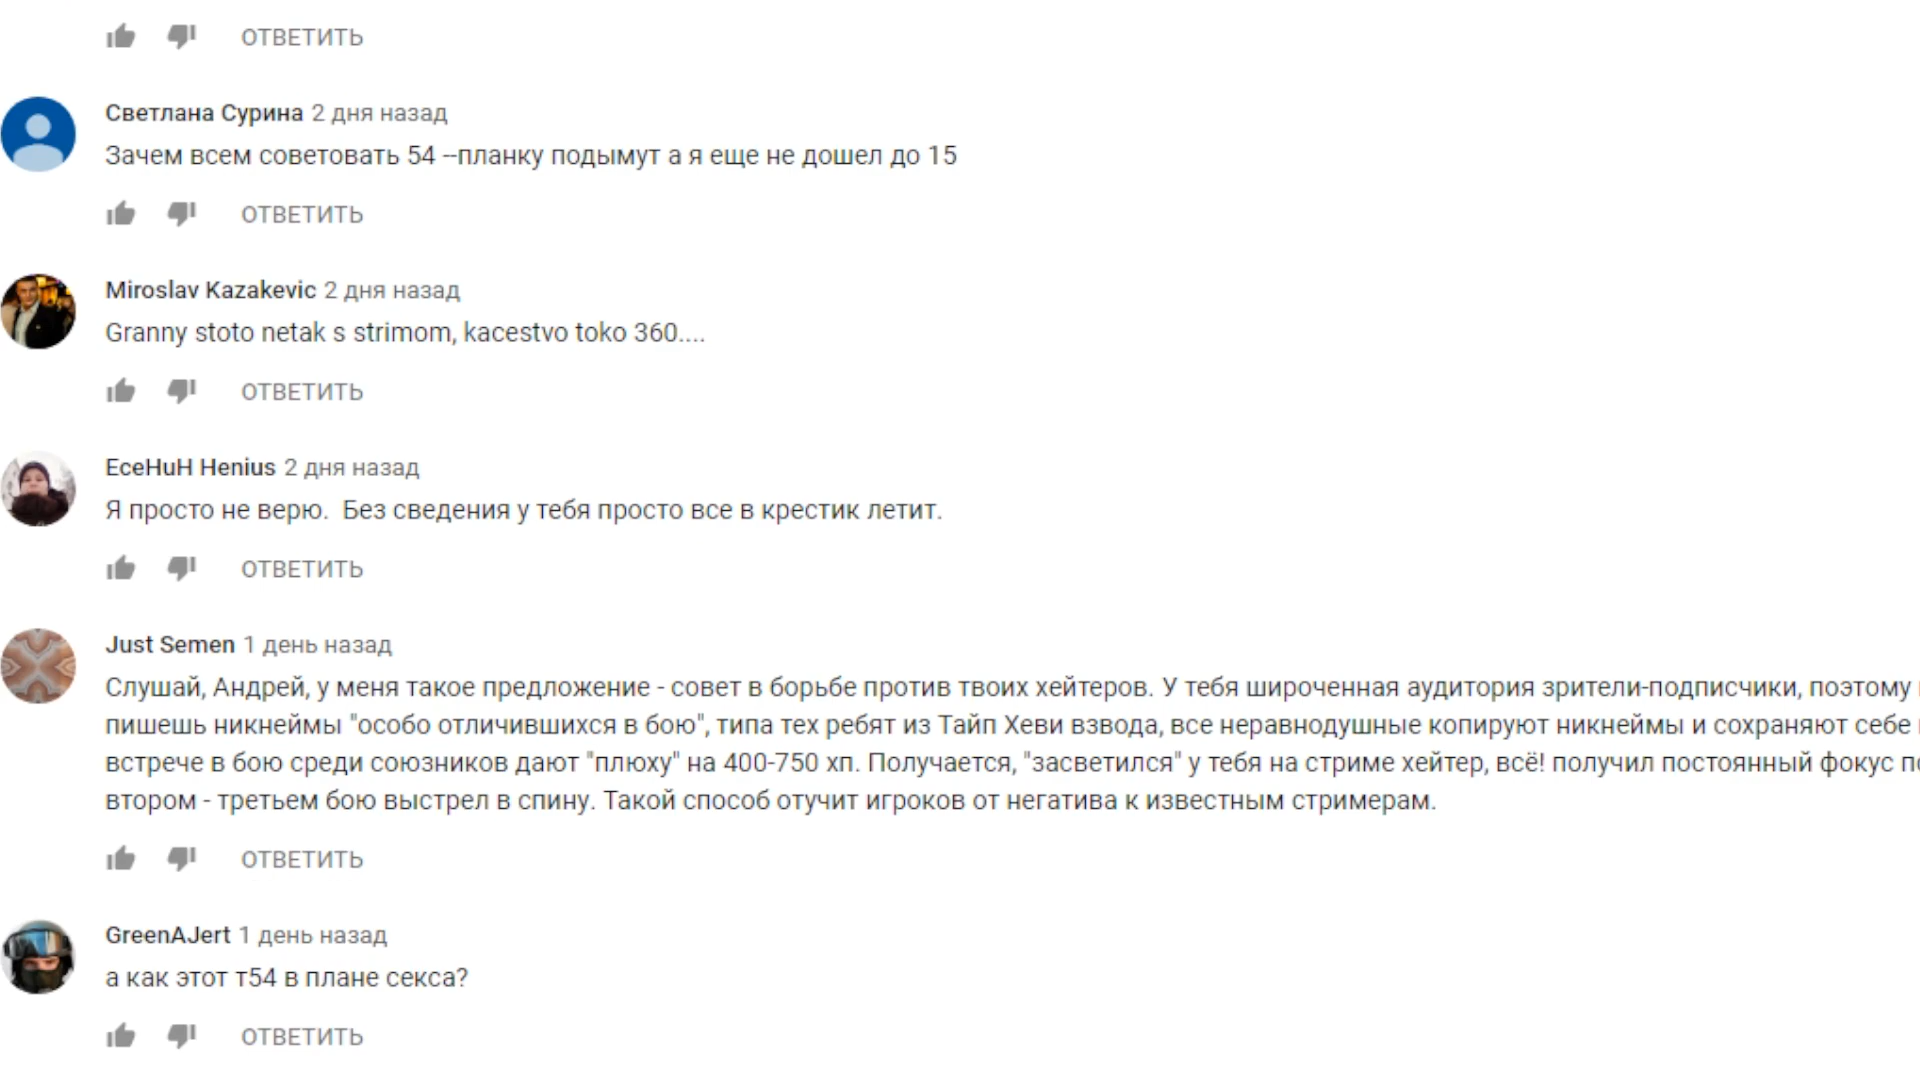 ОТВЕТИТЬ
Светлана Сурина 2 дня назад
Зачем всем советовать 54 --планку подымут а я еще не дошел до 15
ОТВЕТИТЬ
Miroslav Kazakevic 2 дня назад
Granny stoto netak s strimom, kacestvo toko 360....
ОТВЕТИТЬ
EceHuH Henius 2 дня назад
Я просто не верю. Без сведения у тебя просто все в крестик летит.
ОТВЕТИТЬ
Just Semen 1 день назад
Слушай, Андрей, у меня такое предложение - совет в борьбе против твоих хейтеров. У тебя широченная аудитория зрители-подписчики, поэтому
пишешь никнеймы "особо отличившихся в бою", типа тех ребят из Тайп Хеви взвода, все неравнодушные копируют никнеймы и сохраняют себе
встрече в бою среди союзников дают "плюху" на 400-750 хп. Получается, "засветился" у тебя на стриме хейтер, всё! получил постоянный фокус
втором - третьем бою выстрел в спину. Такой способ отучит игроков от негатива к известным стримерам.
ОТВЕТИТЬ
GreenAJert 1 день назад
а как этот т54 в плане секса?
ОТВЕТИТЬ